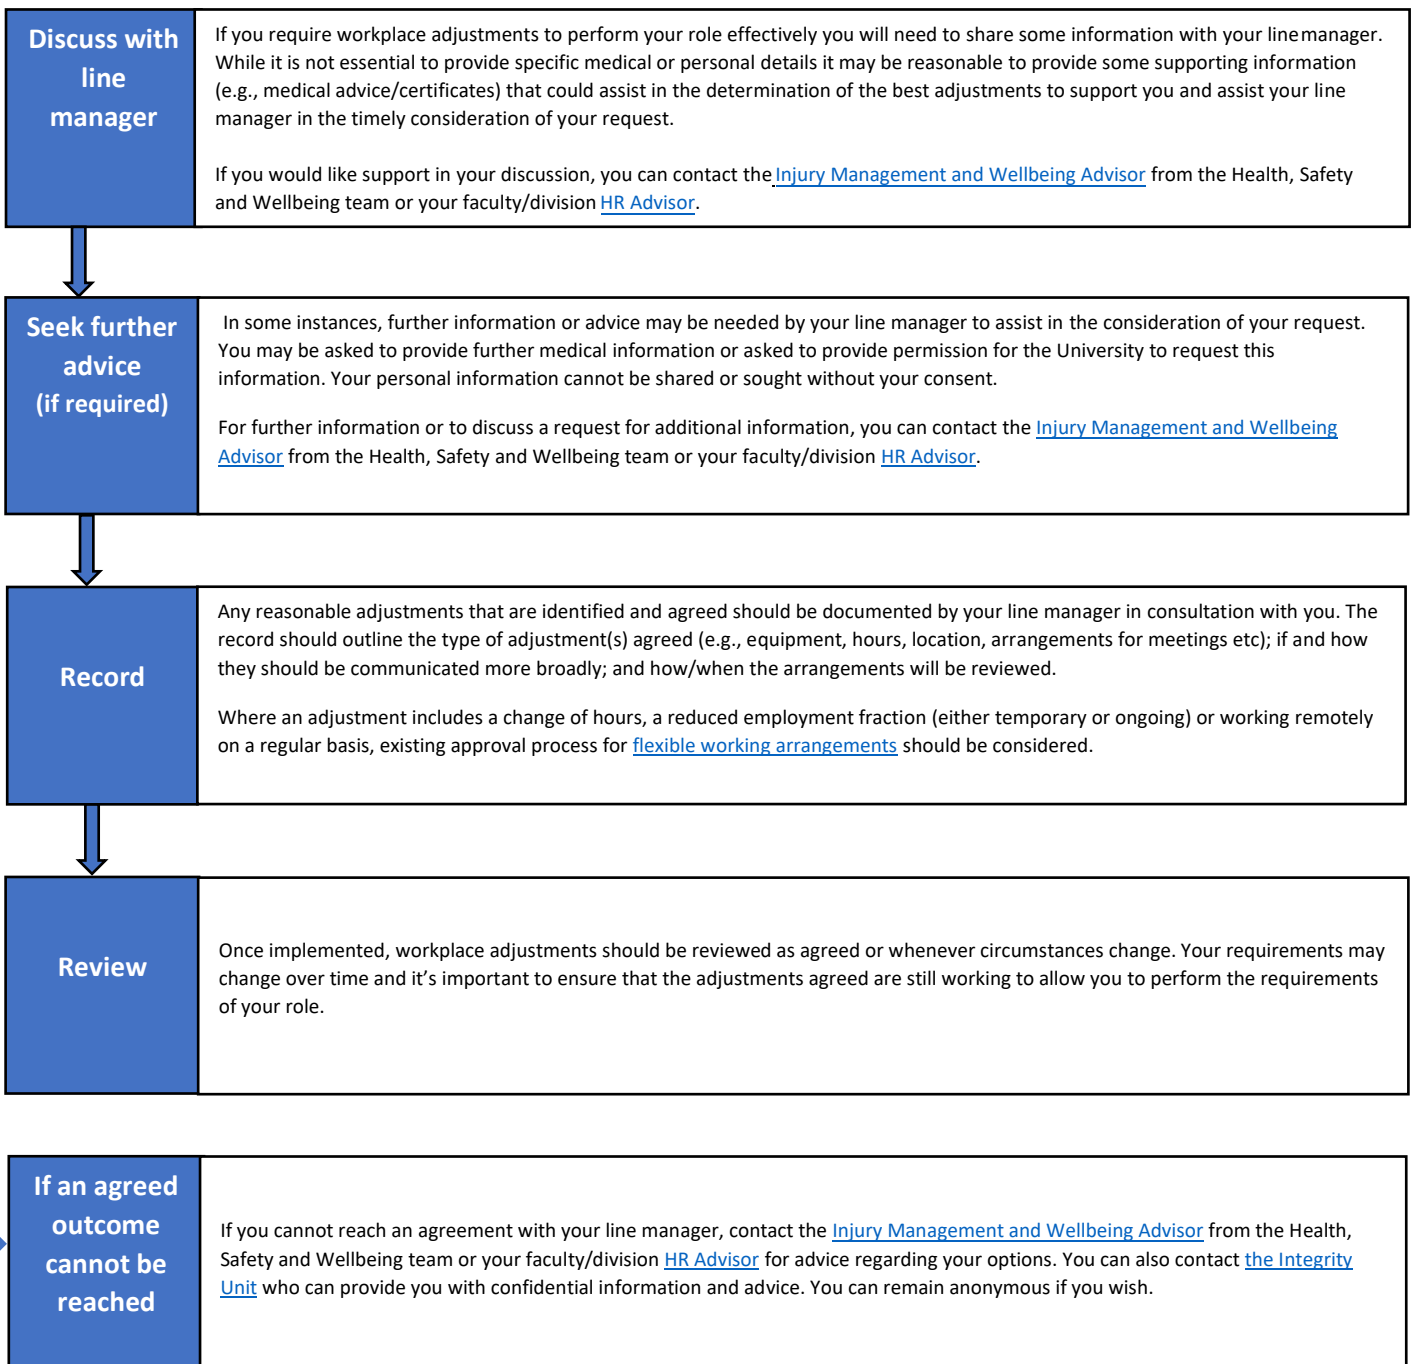 Discuss with
line
manager
If you require workplace adjustments to perform your role effectively you will need to share some information with your linemanager.
While it is not essential to provide specific medical or personal details it may be reasonable to provide some supporting information
(e.g., medical advice/certificates) that could assist in the determination of the best adjustments to support you and assist your line
manager in the timely consideration of your request.
If you would like support in your discussion, you can contact the Injury Management and Wellbeing Advisor from the Health, Safety
and Wellbeing team or your faculty/division HR Advisor.
Seek further
advice
(if required)
In some instances, further information or advice may be needed by your line manager to assist in the consideration of your request.
You may be asked to provide further medical information or asked to provide permission for the University to request this
information. Your personal information cannot be shared or sought without your consent.
For further information or to discuss a request for additional information, you can contact the Injury Management and Wellbeing
Advisor from the Health, Safety and Wellbeing team or your faculty/division HR Advisor.
Record
Any reasonable adjustments that are identified and agreed should be documented by your line manager in consultation with you. The
record should outline the type of adjustment(s) agreed (e.g., equipment, hours, location, arrangements for meetings etc); if and how
they should be communicated more broadly; and how/when the arrangements will be reviewed.
Where an adjustment includes a change of hours, a reduced employment fraction (either temporary or ongoing) or working remotely
on a regular basis, existing approval process for flexible working arrangements should be considered.
Review
Once implemented, workplace adjustments should be reviewed as agreed or whenever circumstances change. Your requirements may
change over time and it’s important to ensure that the adjustments agreed are still working to allow you to perform the requirements
of your role.
If an agreed
outcome
cannot be
reached
If you cannot reach an agreement with your line manager, contact the Injury Management and Wellbeing Advisor from the Health,
Safety and Wellbeing team or your faculty/division HR Advisor for advice regarding your options. You can also contact the Integrity
Unit who can provide you with confidential information and advice. You can remain anonymous if you wish.